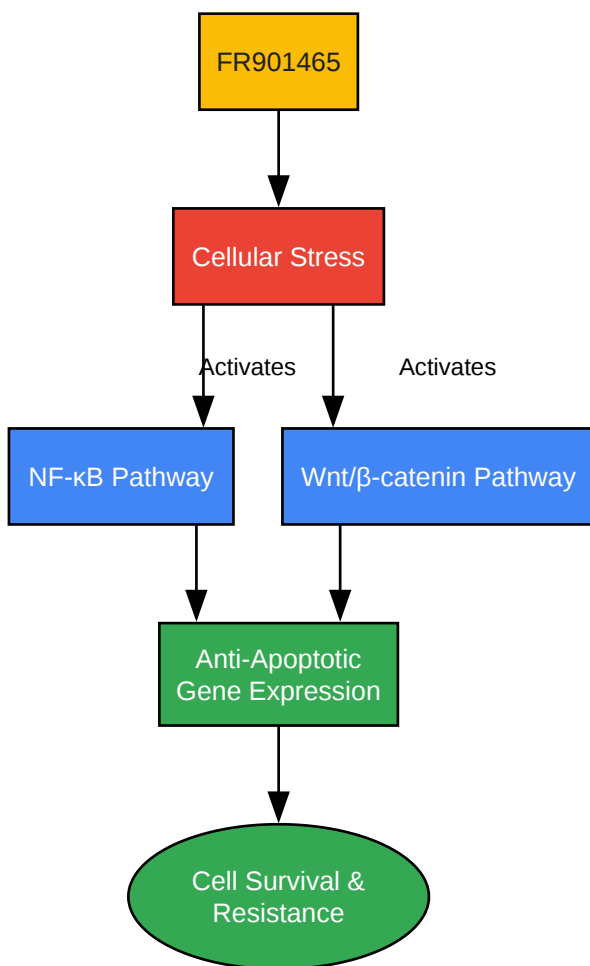 FR901465
Cellular Stress
Activates
Activates
NF-κB Pathway
Wnt/β-catenin Pathway
Anti-Apoptotic
Gene Expression
Cell Survival &
Resistance